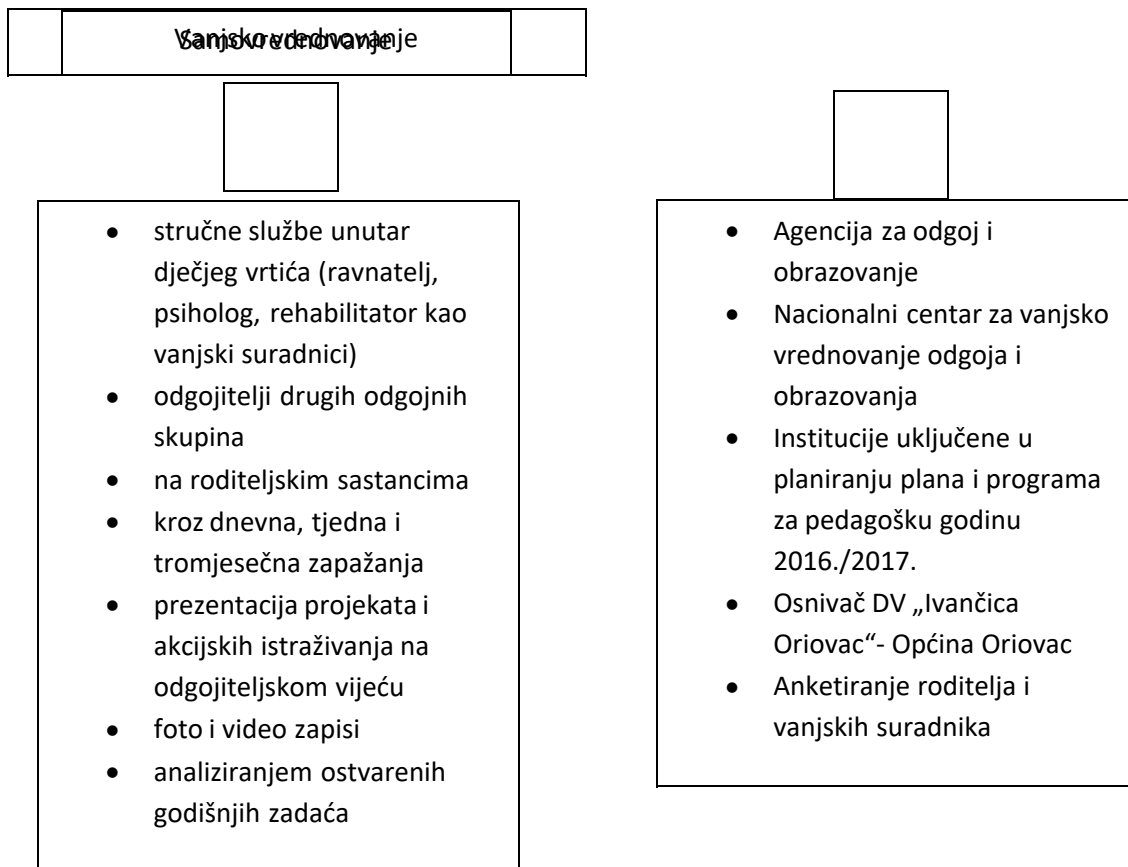 Vanjsko vrednovanje
Samovrednovanje
• stručne službe unutar
dječjeg vrtića (ravnatelj,
psiholog, rehabilitator kao
vanjski suradnici)
• odgojitelji drugih odgojnih
skupina
• na roditeljskim sastancima
• kroz dnevna, tjedna i
tromjesečna zapažanja
• prezentacija projekata i
akcijskih istraživanja na
odgojiteljskom vijeću
• foto i video zapisi
• analiziranjem ostvarenih
godišnjih zadaća
• Agencija za odgoj i
obrazovanje
• Nacionalni centar za vanjsko
vrednovanje odgoja i
obrazovanja
• Institucije uključene u
planiranju plana i programa
za pedagošku godinu
2016./2017.
• Osnivač DV „Ivančica
Oriovac“- Općina Oriovac
• Anketiranje roditelja i
vanjskih suradnika